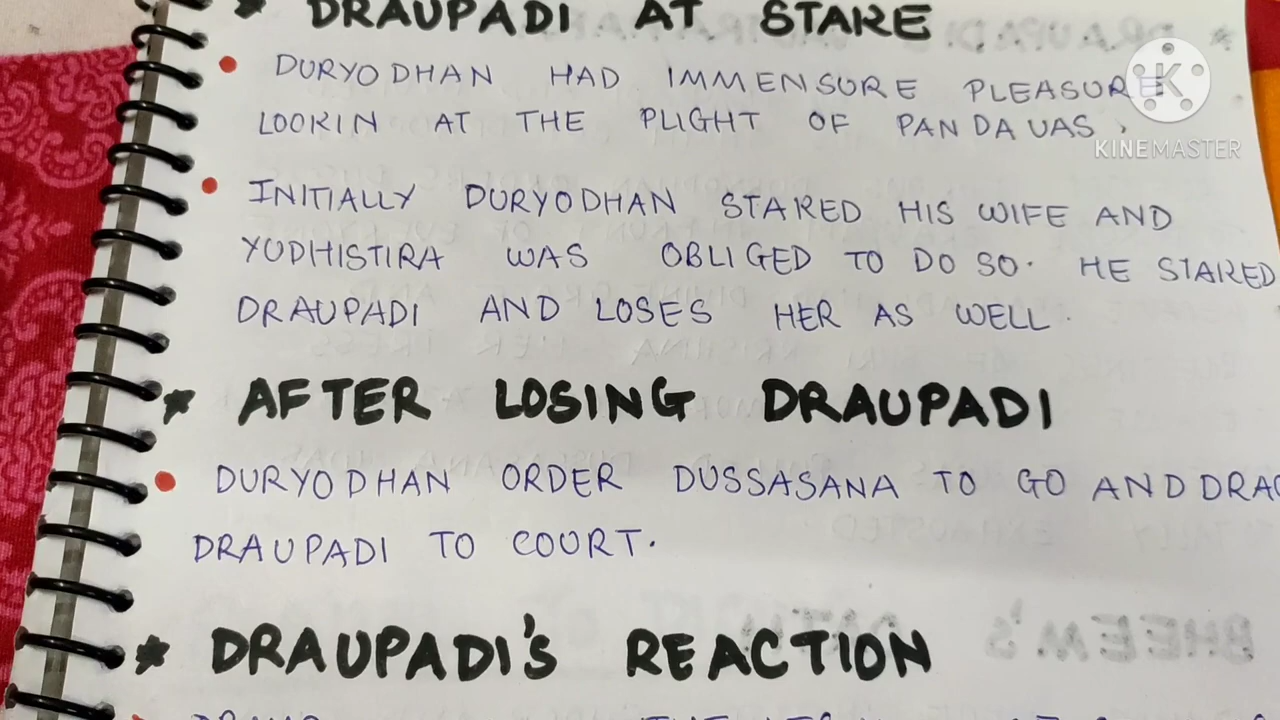 * DRAUPADI AT STAKE
• DURYODHAN HAD IMMENSURE PLEASURE
LOOKIN AT THE PLIGHT OF PANDAVAS,
• INITIALLY DURYODHAN STAKED HIS WIFE AND
YUDHISTIRA WAS OBLIGED TO DO SO. HE STAKED
DRAUPADI AND LOSES HER AS WELL.
* AFTER LOSING DRAUPADI
• DURYODHAN ORDER DUSSASANA TO GO AND DRAG
DRAUPADI TO COURT.
* DRAUPADI'S REACTION
KINEMASTER